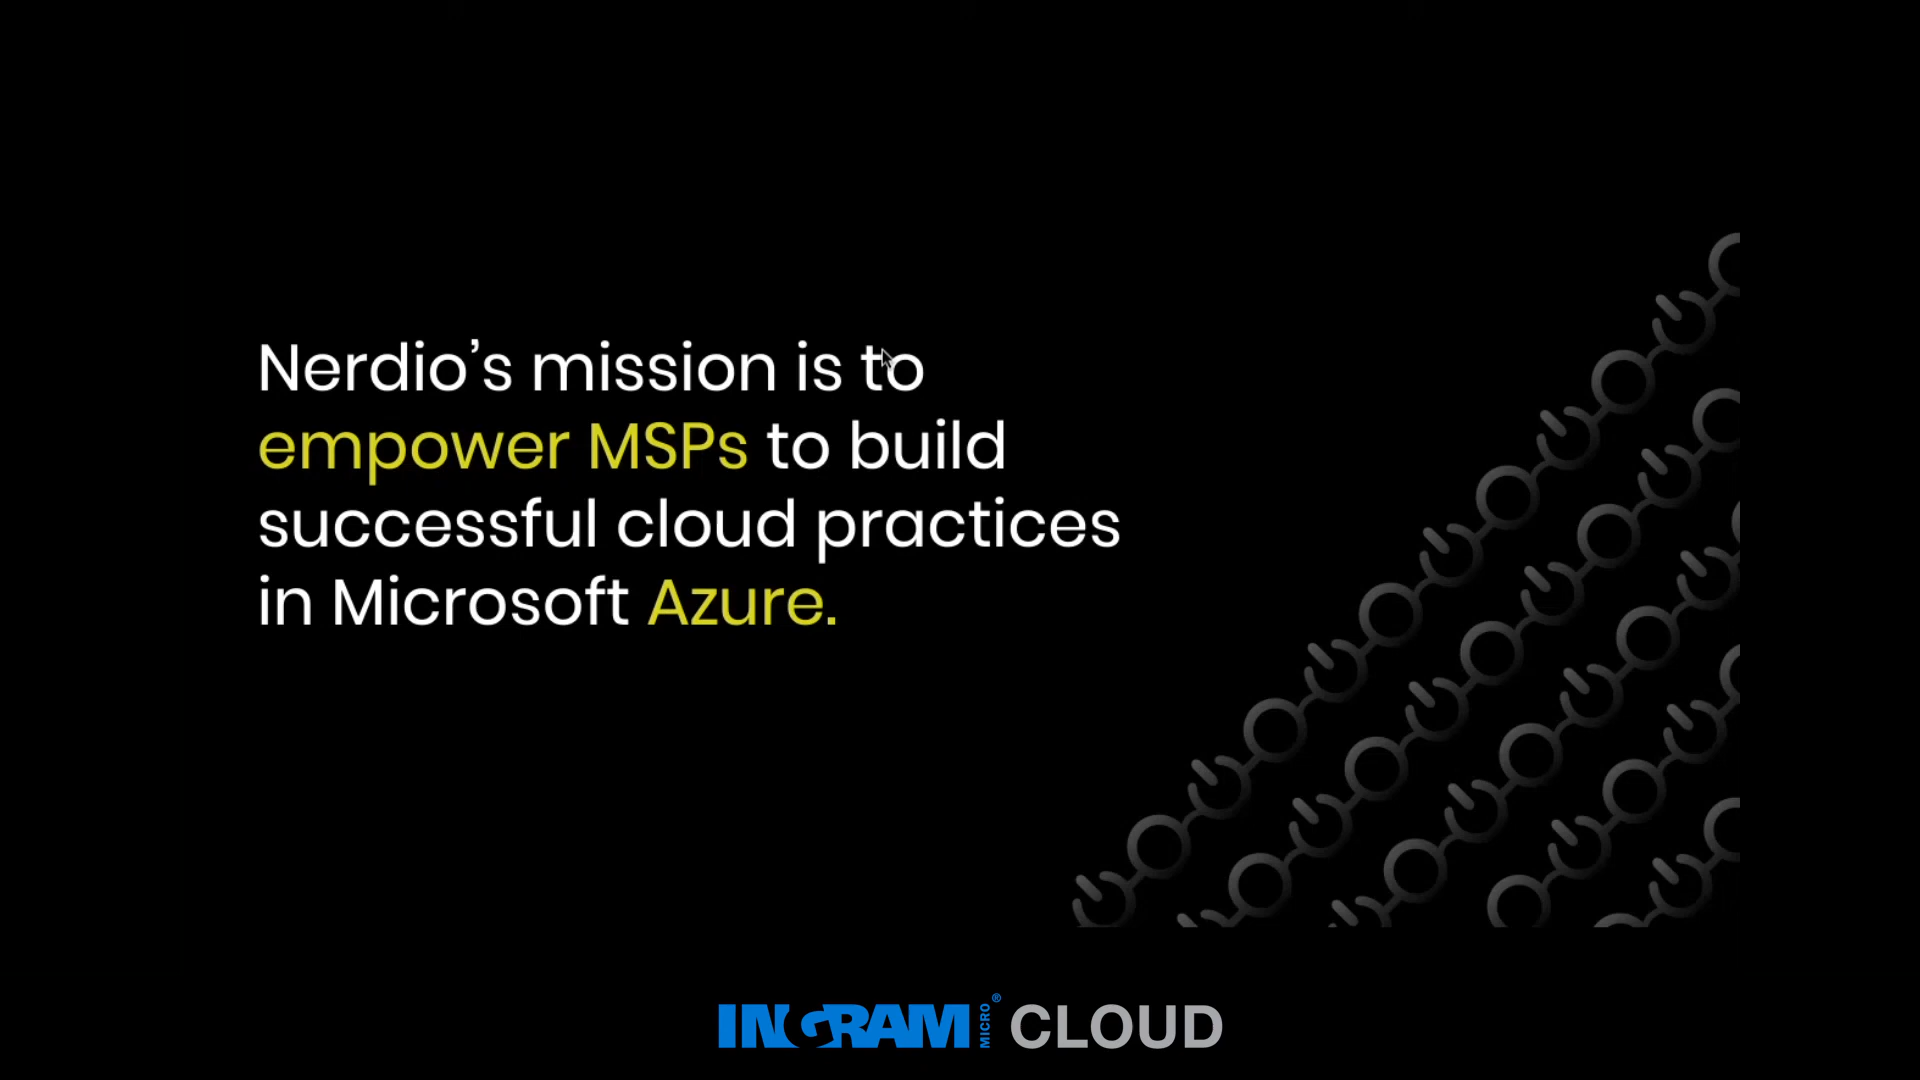 Nerdio’s mission is to
empower MSPs to build
successful cloud practices
in Microsoft Azure.
INGRAM MICRO® CLOUD